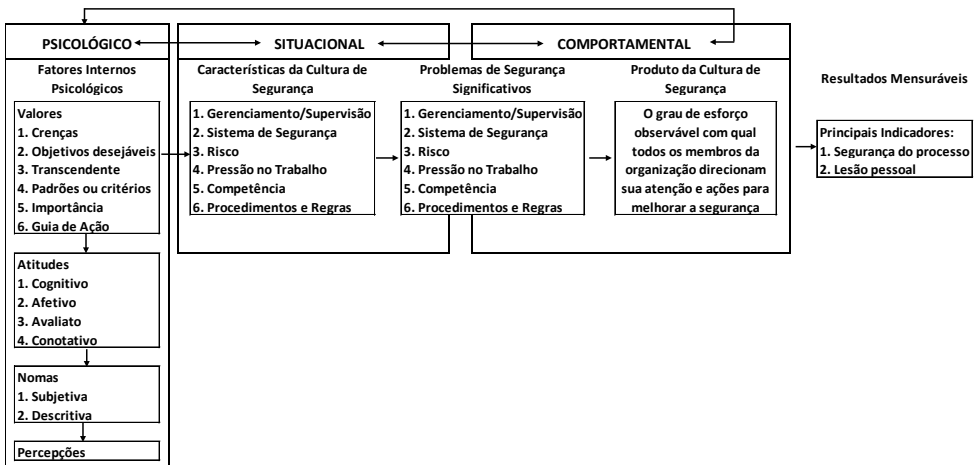 PSICOLÓGICO
SITUACIONAL
COMPORTAMENTAL
Fatores Internos
Psicológicos
Valores
1. Crenças
2. Objetivos desejáveis
3. Transcendente
4. Padrões ou critérios
5. Importância
6. Guia de Ação
Atitudes
1. Cognitivo
2. Afetivo
3. Avaliato
4. Conotativo
Nomas
1. Subjetiva
2. Descritiva
Percepções
Características da Cultura de
Segurança
1. Gerenciamento/Supervisão
2. Sistema de Segurança
3. Risco
4. Pressão no Trabalho
5. Competência
6. Procedimentos e Regras
Problemas de Segurança
Significativos
1. Gerenciamento/Supervisão
2. Sistema de Segurança
3. Risco
4. Pressão no Trabalho
5. Competência
6. Procedimentos e Regras
Produto da Cultura de
Segurança
O grau de esforço
observável com qual
todos os membros da
organização direcionam
sua atenção e ações para
melhorar a segurança
Resultados Mensuráveis
Principais Indicadores:
1. Segurança do processo
2. Lesão pessoal